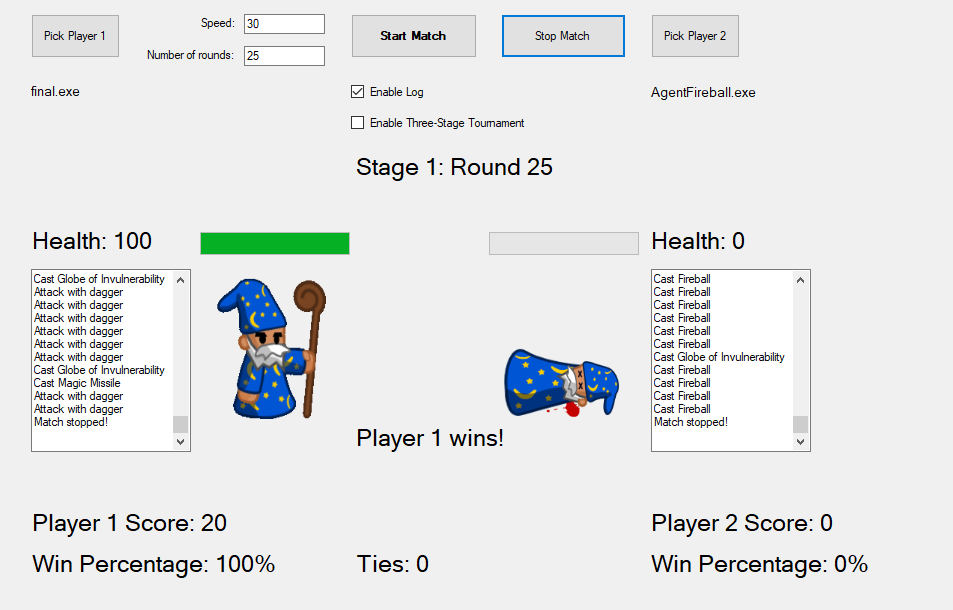 Pick Player 1
Speed: 30
Number of rounds: 25
Start Match
Stop Match
Pick Player 2
final.exe
Enable Log
AgentFireball.exe
Enable Three-Stage Tournament
Stage 1: Round 25
Health: 100
Health: 0
Cast Globe of Invulnerability
Attack with dagger
Attack with dagger
Attack with dagger
Attack with dagger
Attack with dagger
Attack with dagger
Cast Globe of Invulnerability
Cast Magic Missile
Attack with dagger
Attack with dagger
Match stopped!
Cast Fireball
Cast Fireball
Cast Fireball
Cast Fireball
Cast Fireball
Cast Fireball
Cast Globe of Invulnerability
Cast Fireball
Cast Fireball
Cast Fireball
Cast Fireball
Match stopped!
Player 1 wins!
Player 1 Score: 20
Player 2 Score: 0
Win Percentage: 100%
Ties: 0
Win Percentage: 0%